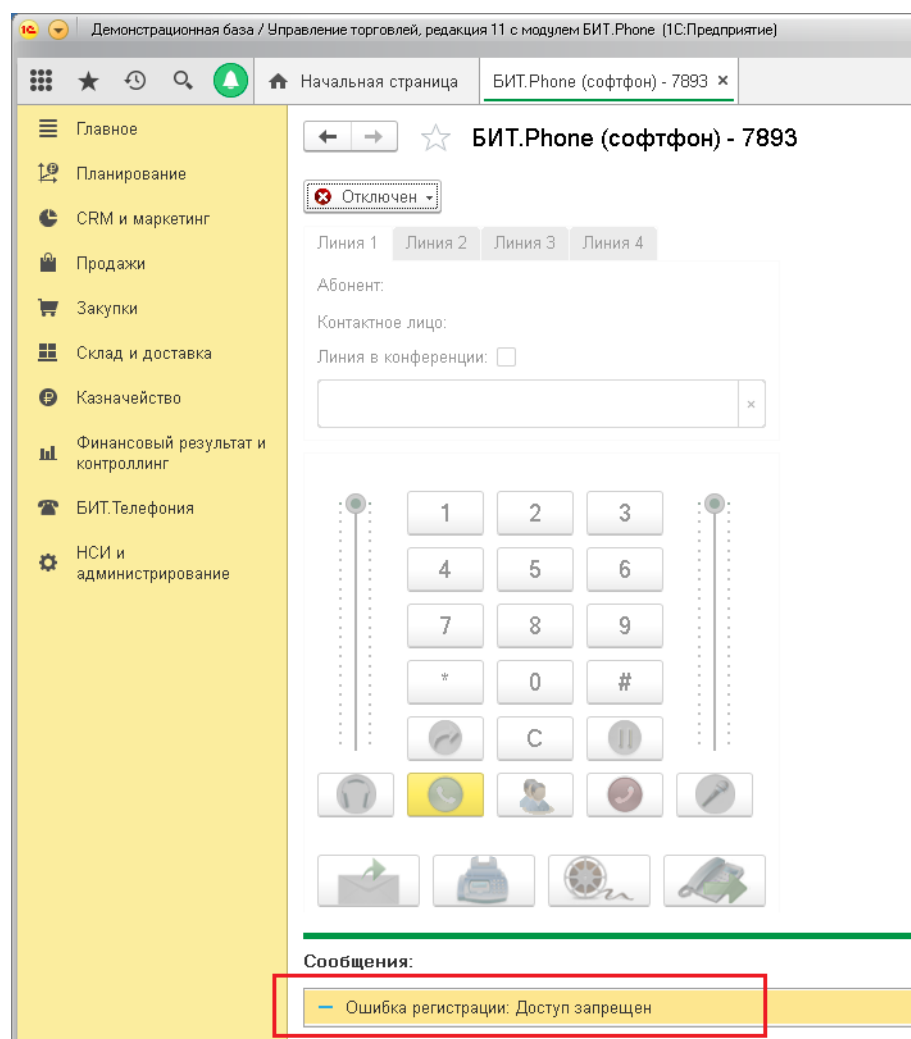 Демонстрационная база / Управление торговлей, редакция 11 с модулем БИТ.Phone (1С:Предприятие)
Начальная страница
БИТ.Phone (софтфон) - 7893 ×
Главное
Планирование
CRM и маркетинг
Продажи
Закупки
Склад и доставка
Казначейство
Финансовый результат и
контроллинг
БИТ.Телефония
НСИ и
администрирование
БИТ.Phone (софтфон) - 7893
Отключен
Линия 1 Линия 2 Линия 3 Линия 4
Абонент:
Контактное лицо:
Линия в конференции:
×
1 2 3
4 5 6
7 8 9
* 0 #
C
Сообщения:
Ошибка регистрации: Доступ запрещен